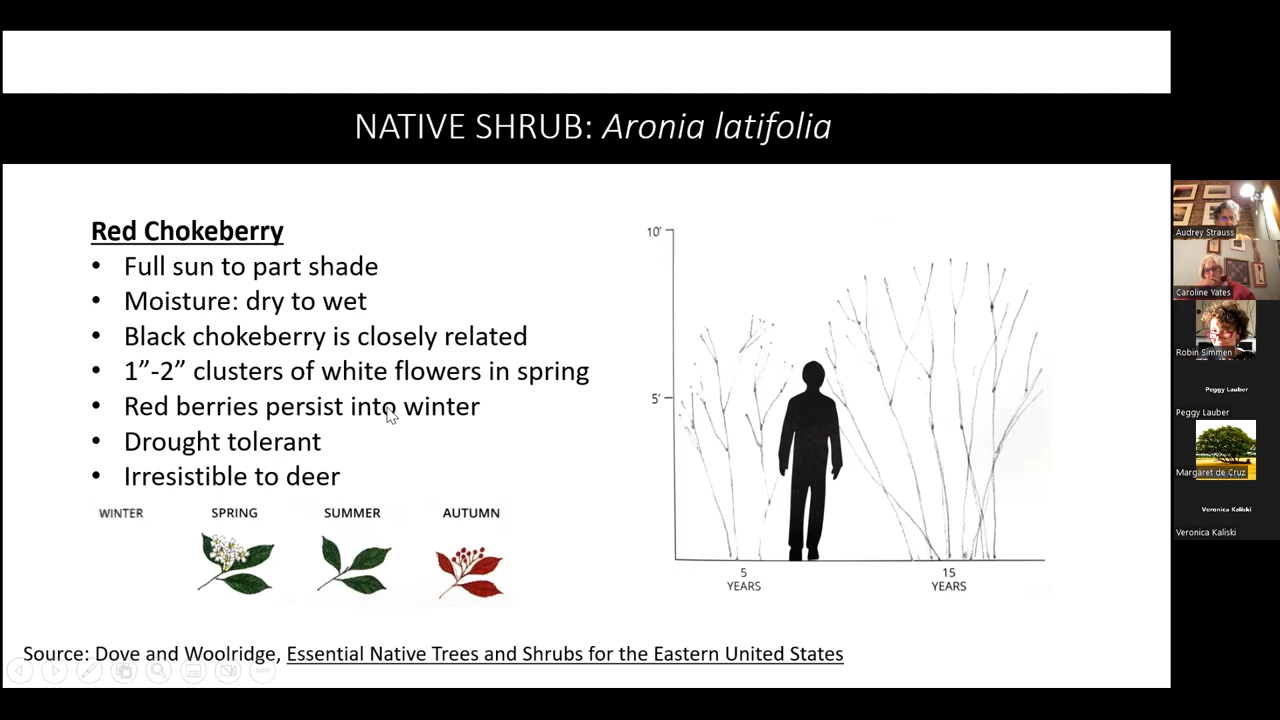 NATIVE SHRUB: Aronia latifolia
Red Chokeberry
• Full sun to part shade
• Moisture: dry to wet
• Black chokeberry is closely related
• 1”-2” clusters of white flowers in spring
• Red berries persist into winter
• Drought tolerant
• Irresistible to deer
WINTER SPRING SUMMER AUTUMN
10’
5’
5 YEARS
15 YEARS
Source: Dove and Woolridge, Essential Native Trees and Shrubs for the Eastern United States
Audrey Strauss
Caroline Yates
Robin Simmen
Peggy Lauber
Peggy Lauber
Margaret de Cruz
Veronica Kaliski
Veronica Kaliski